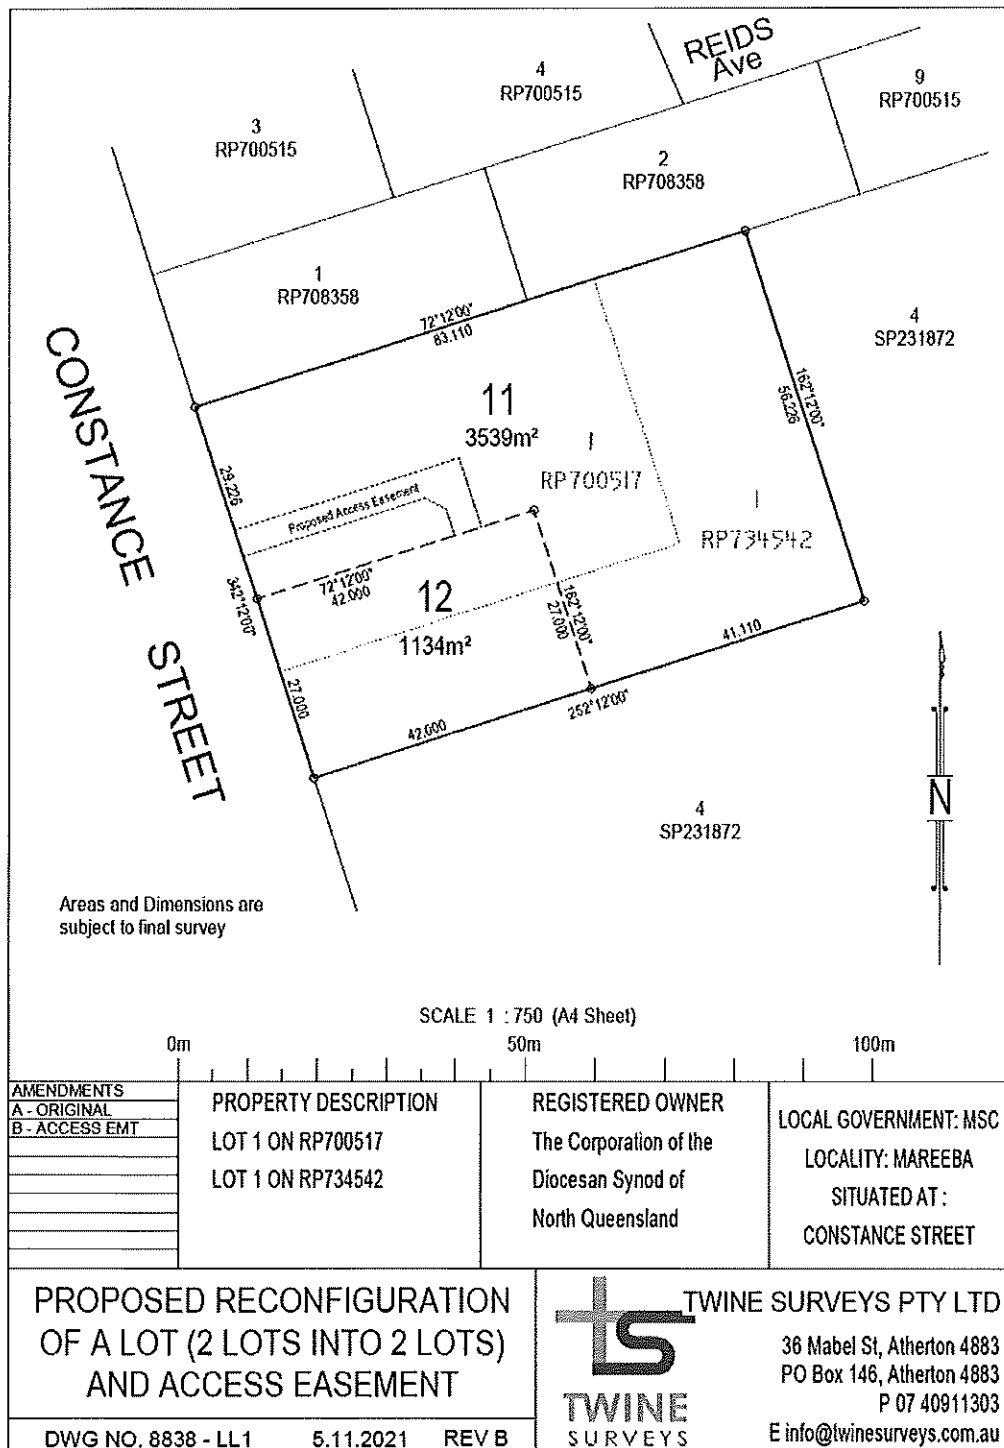 REIDS
Ave
4
RP700515
9
RP700515
3
RP700515
2
RP708358
1
RP708358
4
SP231872
72°12'00"
83.110
162°12'00"
56.226
11
3539m²
1
RP700517
1
RP734542
CONSTANCE STREET
29.226
Proposed Access Easement
72°12'00"
42.000
342°12'00"
12
1134m²
162°12'00"
27.000
41.110
27.000
42.000
252°12'00"
4
SP231872
N
Areas and Dimensions are
subject to final survey
SCALE 1 : 750 (A4 Sheet)
0m 50m 100m
AMENDMENTS
A - ORIGINAL
B - ACCESS EMT
PROPERTY DESCRIPTION
LOT 1 ON RP700517
LOT 1 ON RP734542
REGISTERED OWNER
The Corporation of the
Diocesan Synod of
North Queensland
LOCAL GOVERNMENT: MSC
LOCALITY: MAREEBA
SITUATED AT :
CONSTANCE STREET
PROPOSED RECONFIGURATION
OF A LOT (2 LOTS INTO 2 LOTS)
AND ACCESS EASEMENT
DWG NO. 8838 - LL1 5.11.2021 REV B
ts
TWINE
SURVEYS
TWINE SURVEYS PTY LTD
36 Mabel St, Atherton 4883
PO Box 146, Atherton 4883
P 07 40911303
E info@twinesurveys.com.au